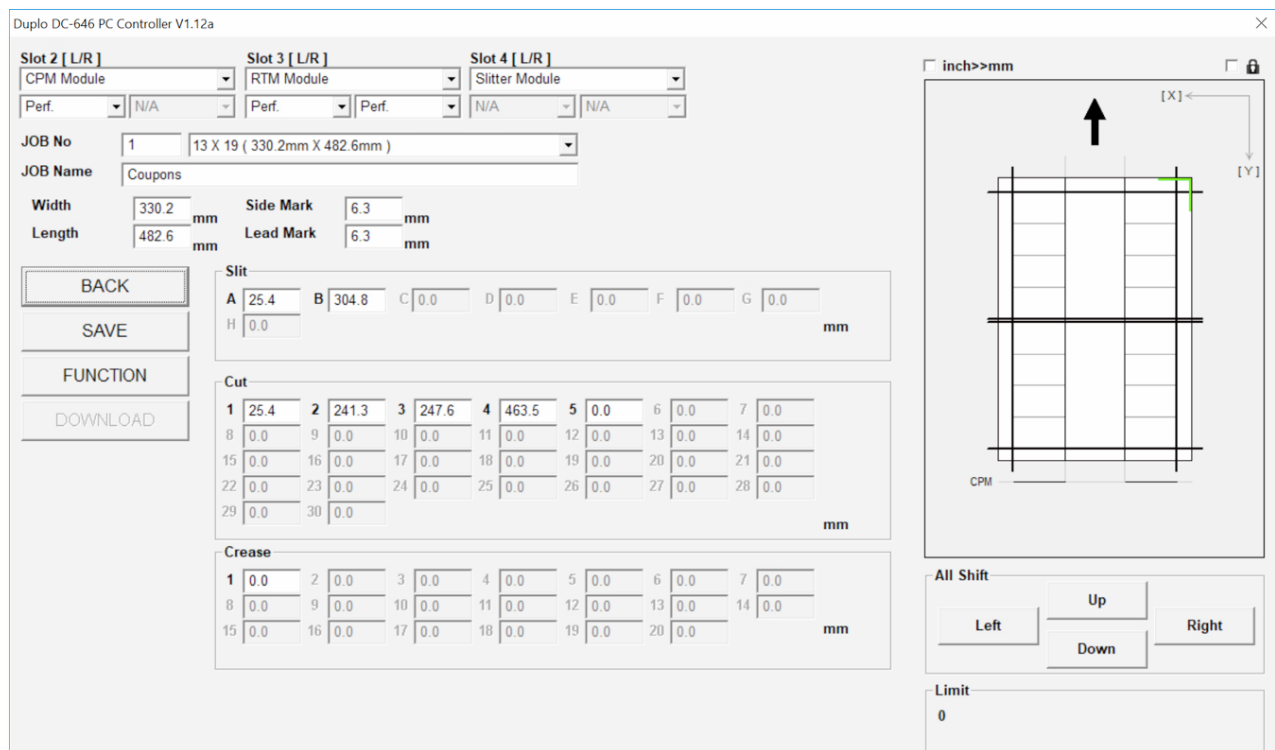 Duplo DC-646 PC Controller V1.12a
Slot 2 [ L/R ] Slot 3 [ L/R ] Slot 4 [ L/R ]
CPM Module RTM Module Slitter Module
Perf. N/A Perf. Perf. N/A N/A
JOB No 1 13 X 19 ( 330.2mm X 482.6mm )
JOB Name Coupons
Width 330.2 mm Side Mark 6.3 mm
Length 482.6 mm Lead Mark 6.3 mm
BACK
SAVE
FUNCTION
DOWNLOAD
Slit
A 25.4 B 304.8 C 0.0 D 0.0 E 0.0 F 0.0 G 0.0
H 0.0 mm
Cut
1 25.4 2 241.3 3 247.6 4 463.5 5 0.0 6 0.0 7 0.0
8 0.0 9 0.0 10 0.0 11 0.0 12 0.0 13 0.0 14 0.0
15 0.0 16 0.0 17 0.0 18 0.0 19 0.0 20 0.0 21 0.0
22 0.0 23 0.0 24 0.0 25 0.0 26 0.0 27 0.0 28 0.0
29 0.0 30 0.0
mm
Crease
1 0.0 2 0.0 3 0.0 4 0.0 5 0.0 6 0.0 7 0.0
8 0.0 9 0.0 10 0.0 11 0.0 12 0.0 13 0.0 14 0.0
15 0.0 16 0.0 17 0.0 18 0.0 19 0.0 20 0.0 mm
inch>>mm
[X]
[Y]
CPM
All Shift
Up
Left Right
Down
Limit
0